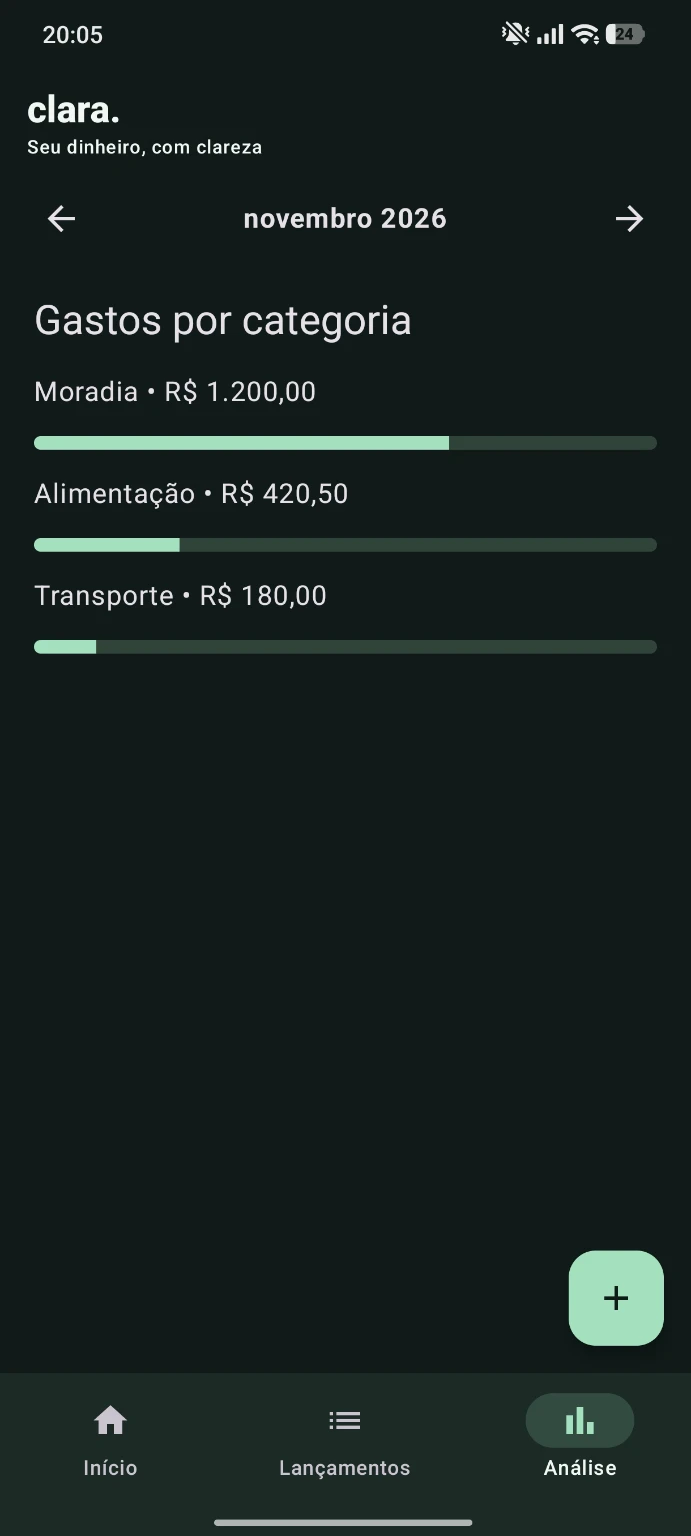 20:05
24
clara.
Seu dinheiro, com clareza
novembro 2026
Gastos por categoria
Moradia • R$ 1.200,00
Alimentação • R$ 420,50
Transporte • R$ 180,00
Início
Lançamentos
Análise